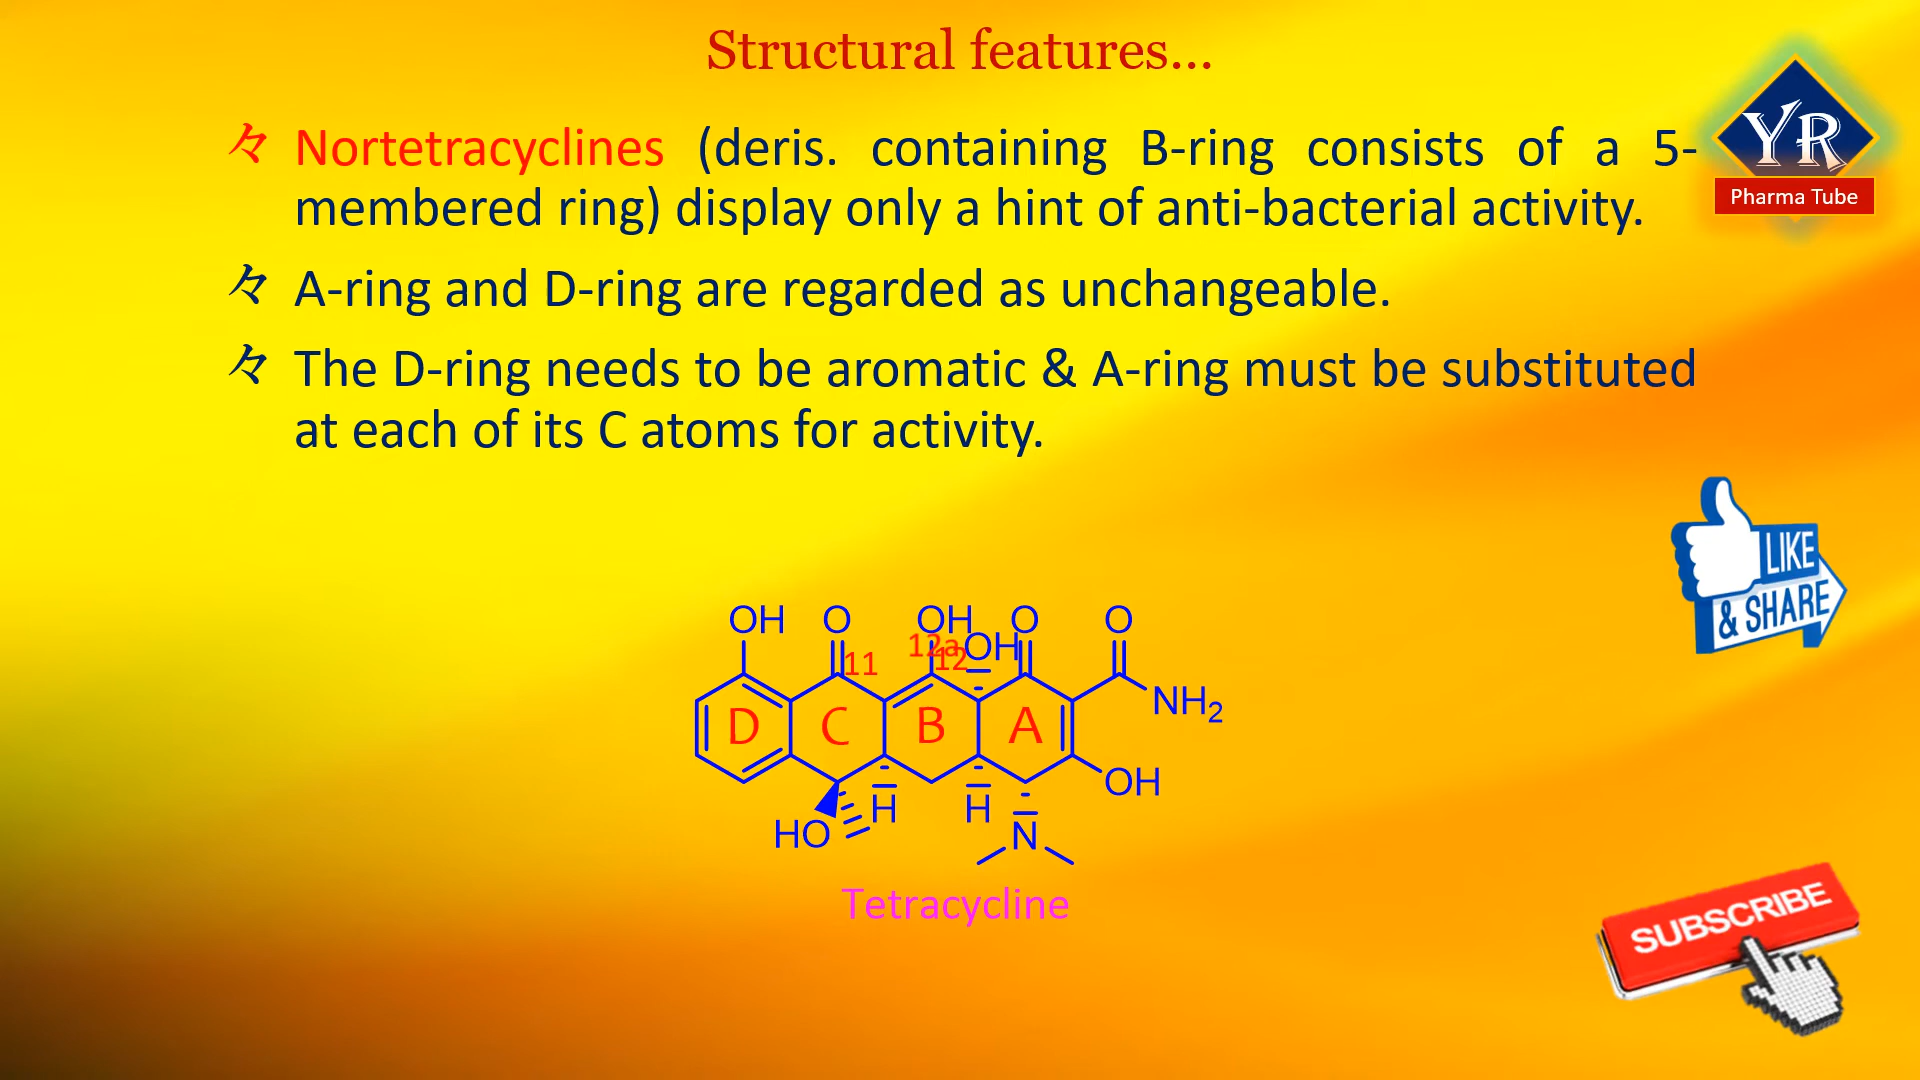 Structural features...
YR
Pharma Tube
々 Nortetracyclines (deris. containing B-ring consists of a 5-
membered ring) display only a hint of anti-bacterial activity.
々 A-ring and D-ring are regarded as unchangeable.
々 The D-ring needs to be aromatic & A-ring must be substituted
at each of its C atoms for activity.
LIKE
& SHARE
OH O OH O O
12a OH
11 12
NH2
D C B A
OH
H H
HO N
Tetracycline
SUBSCRIBE